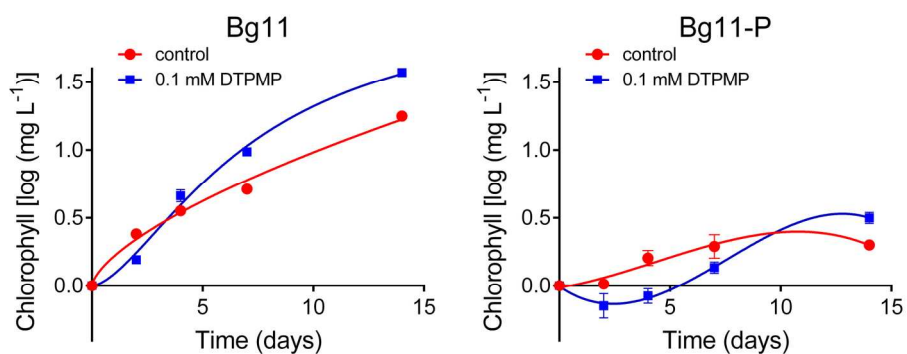 Bg11
control
0.1 mM DTPMP
Chlorophyll [log (mg L⁻¹)]
1.5
1.0
0.5
0.0
5
10
15
Time (days)
Bg11-P
control
0.1 mM DTPMP
Chlorophyll [log (mg L⁻¹)]
1.5
1.0
0.5
0.0
5
10
15
Time (days)